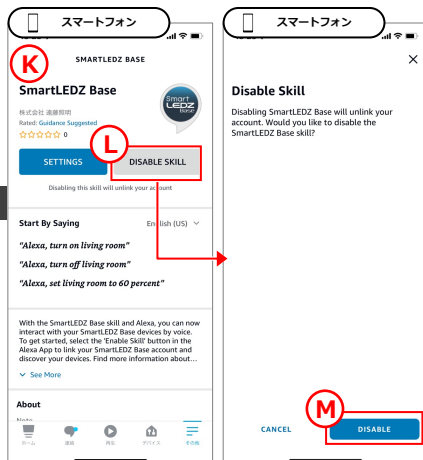 スマートフォン
K
SMARTLEDZ BASE
SmartLEDZ Base
Smart
LEDZ
Base
株式会社 遠藤照明
Rated: Guidance Suggested
0
L
SETTINGS
DISABLE SKILL
Disabling this skill will unlink your account
Start By Saying
English (US)
"Alexa, turn on living room"
"Alexa, turn off living room"
"Alexa, set living room to 60 percent"
With the SmartLEDZ Base skill and Alexa, you can now
interact with your SmartLEDZ Base devices by voice.
To get started, select the 'Enable Skill' button in the
Alexa App to link your SmartLEDZ Base account and
discover your devices. Find more information about...
See More
About
ホーム
連絡
再生
デバイス
その他
スマートフォン
Disable Skill
Disabling SmartLEDZ Base will unlink your
account. Would you like to disable the
SmartLEDZ Base skill?
M
CANCEL
DISABLE